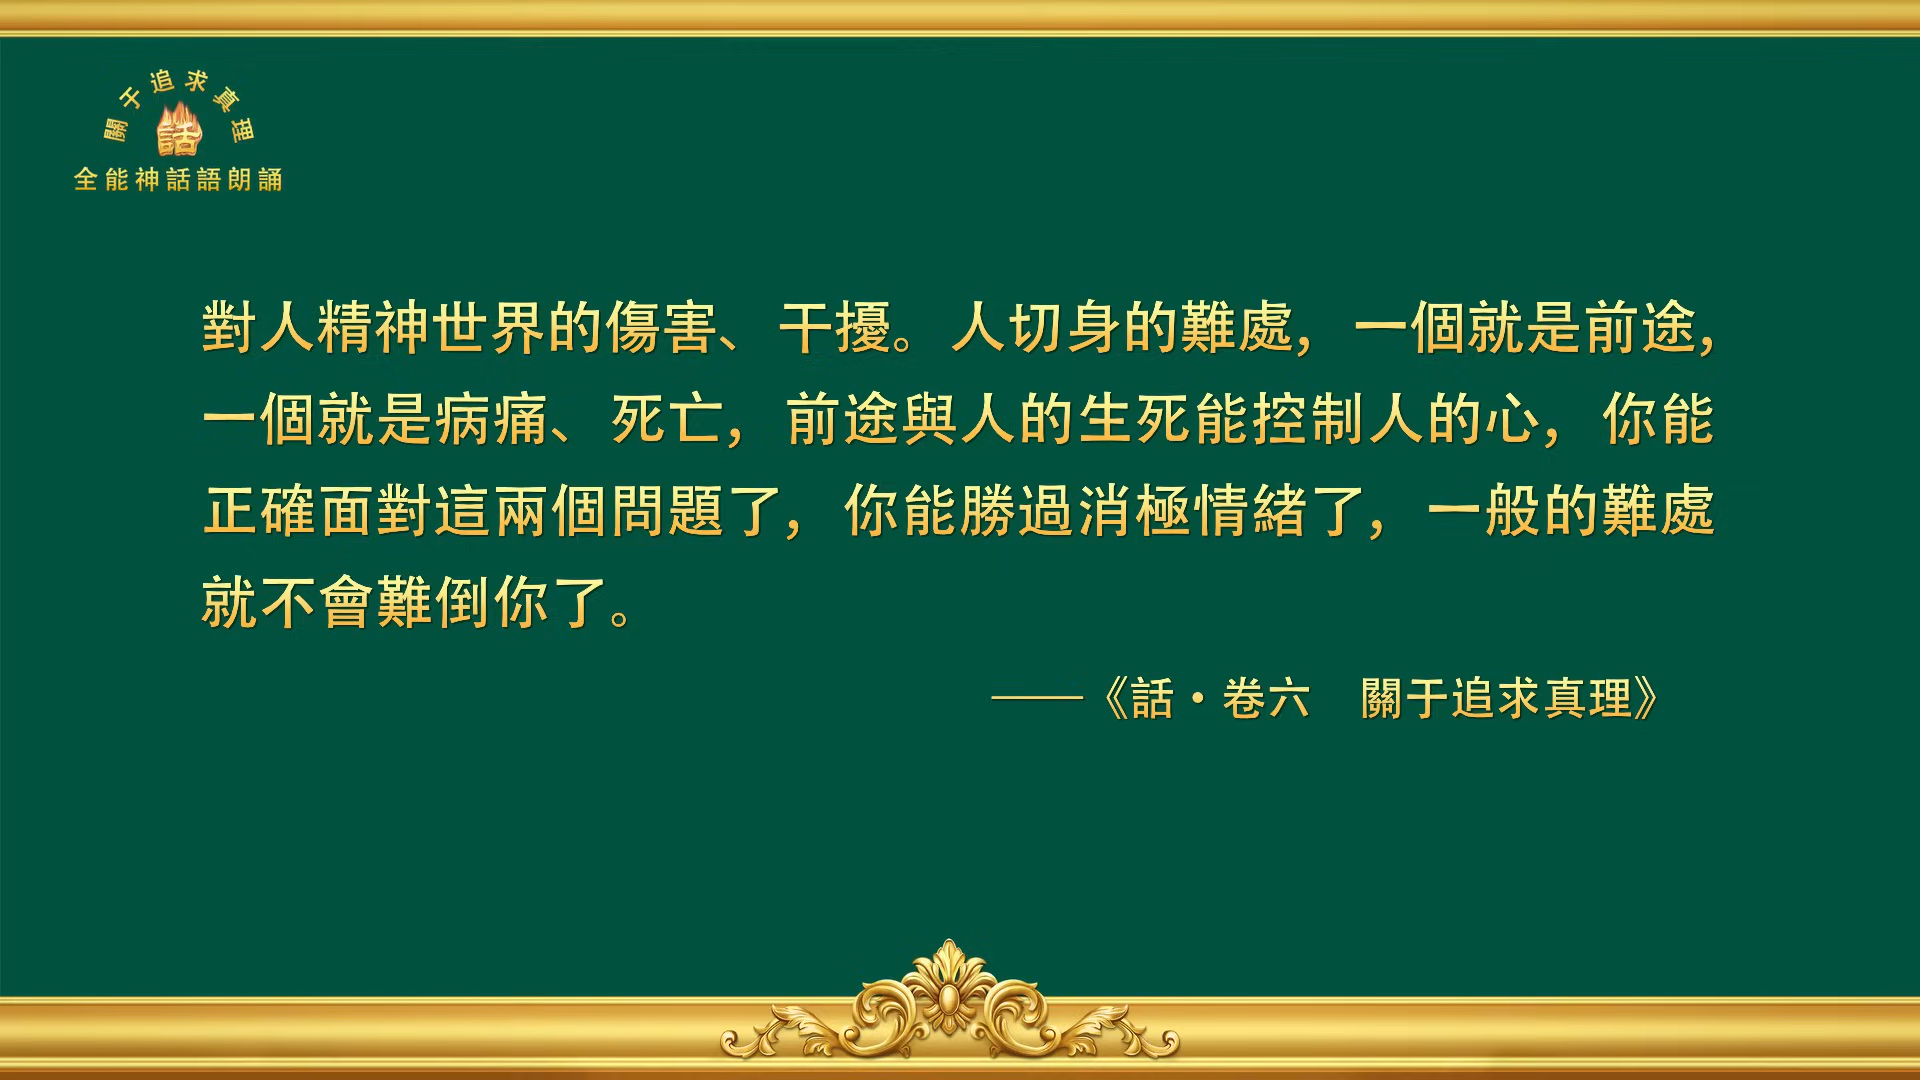 關于追求真理
話
全能神話語朗誦
對人精神世界的傷害、干擾。人切身的難處，一個就是前途，
一個就是病痛、死亡，前途與人的生死能控制人的心，你能
正確面對這兩個問題了，你能勝過消極情緒了，一般的難處
就不會難倒你了。
——《話・卷六　關于追求真理》